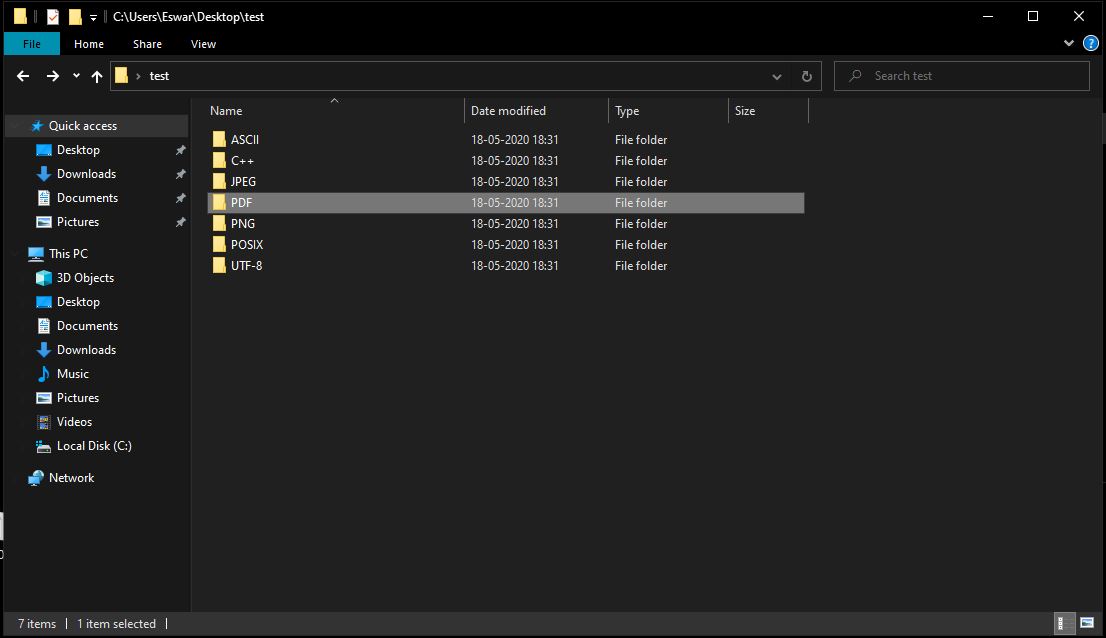 C:\Users\Eswar\Desktop\test
File Home Share View
test Search test
Name Date modified Type Size
Quick access
Desktop
Downloads
Documents
Pictures
This PC
3D Objects
Desktop
Documents
Downloads
Music
Pictures
Videos
Local Disk (C:)
Network
ASCII 18-05-2020 18:31 File folder
C++ 18-05-2020 18:31 File folder
JPEG 18-05-2020 18:31 File folder
PDF 18-05-2020 18:31 File folder
PNG 18-05-2020 18:31 File folder
POSIX 18-05-2020 18:31 File folder
UTF-8 18-05-2020 18:31 File folder
7 items 1 item selected